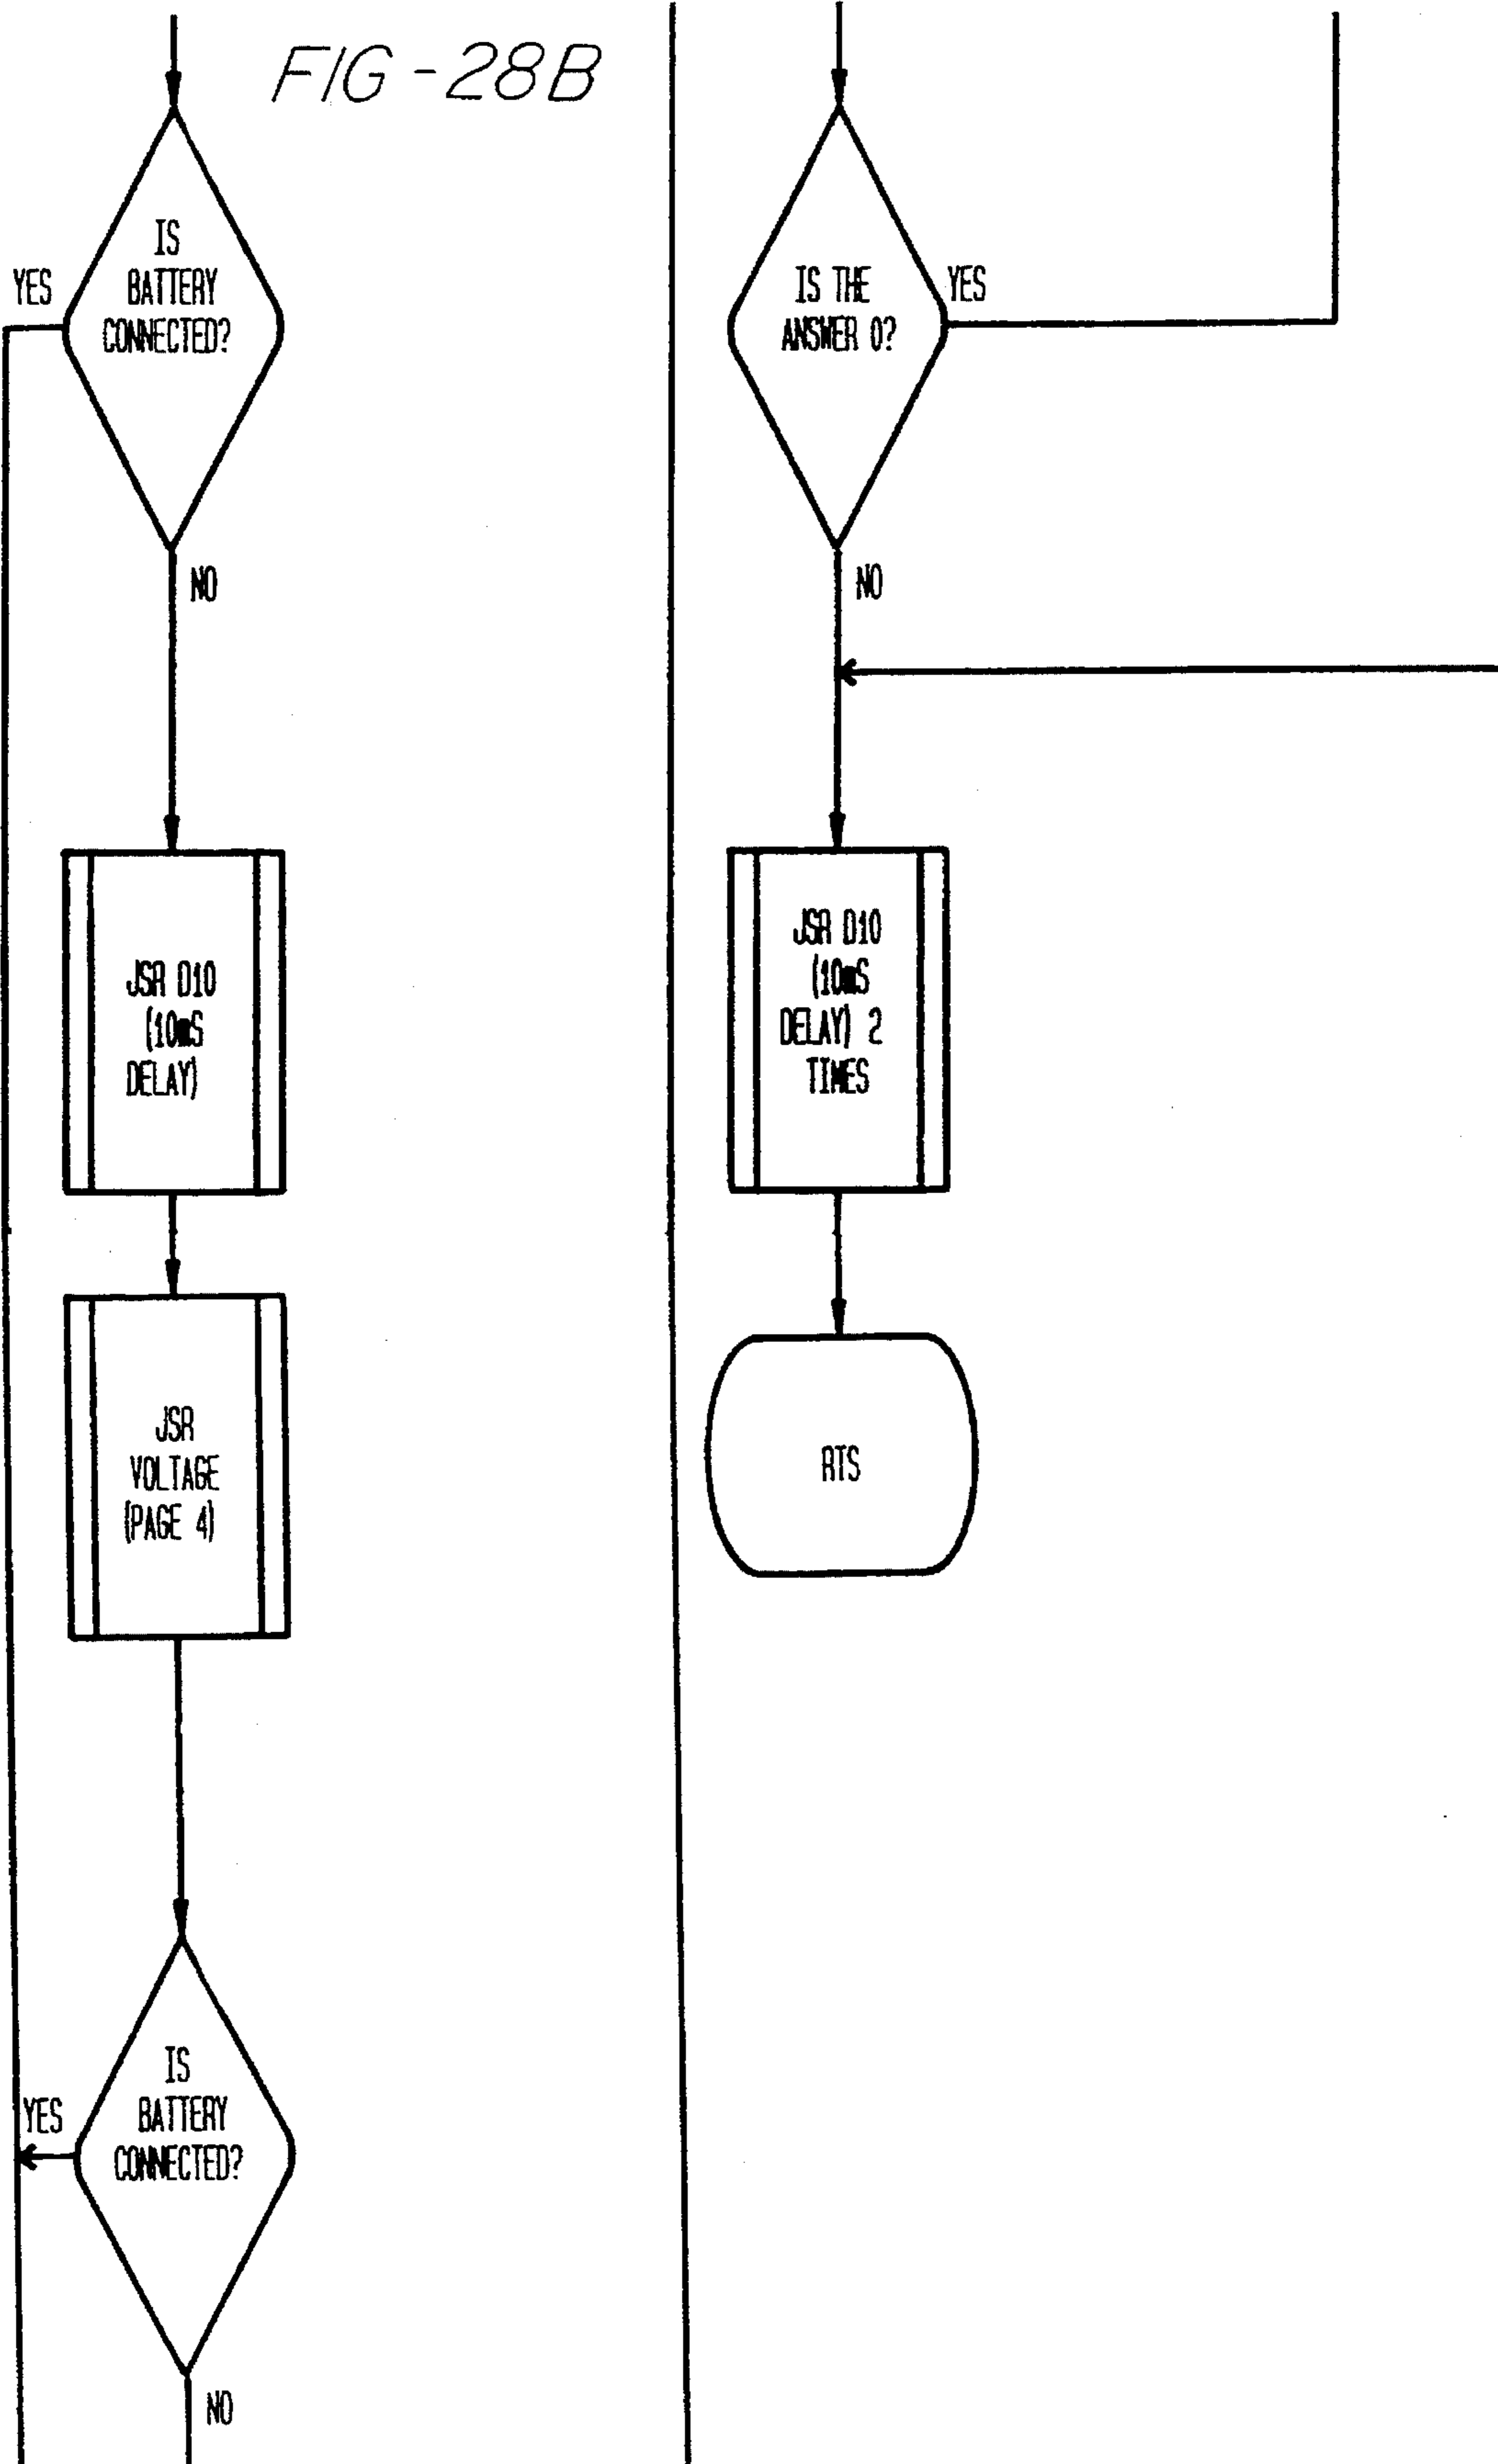 FIG-28B
IS
BATTERY
CONNECTED?
YES
NO
JSR D10
(10mS
DELAY)
JSR
VOLTAGE
(PAGE 4)
IS
BATTERY
CONNECTED?
YES
NO
IS THE
ANSWER 0?
YES
NO
JSR D10
(10mS
DELAY) 2
TIMES
RTS